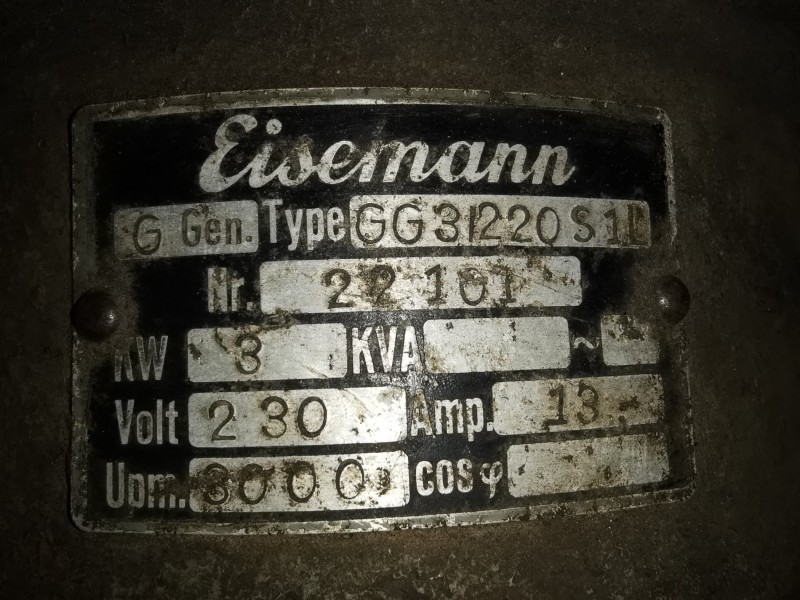 Eisemann
G Gen. Type GG3/220S1L
Nr. 22101
KW 3 KVA ~
Volt 230 Amp. 13
Upm. 3000 cos φ